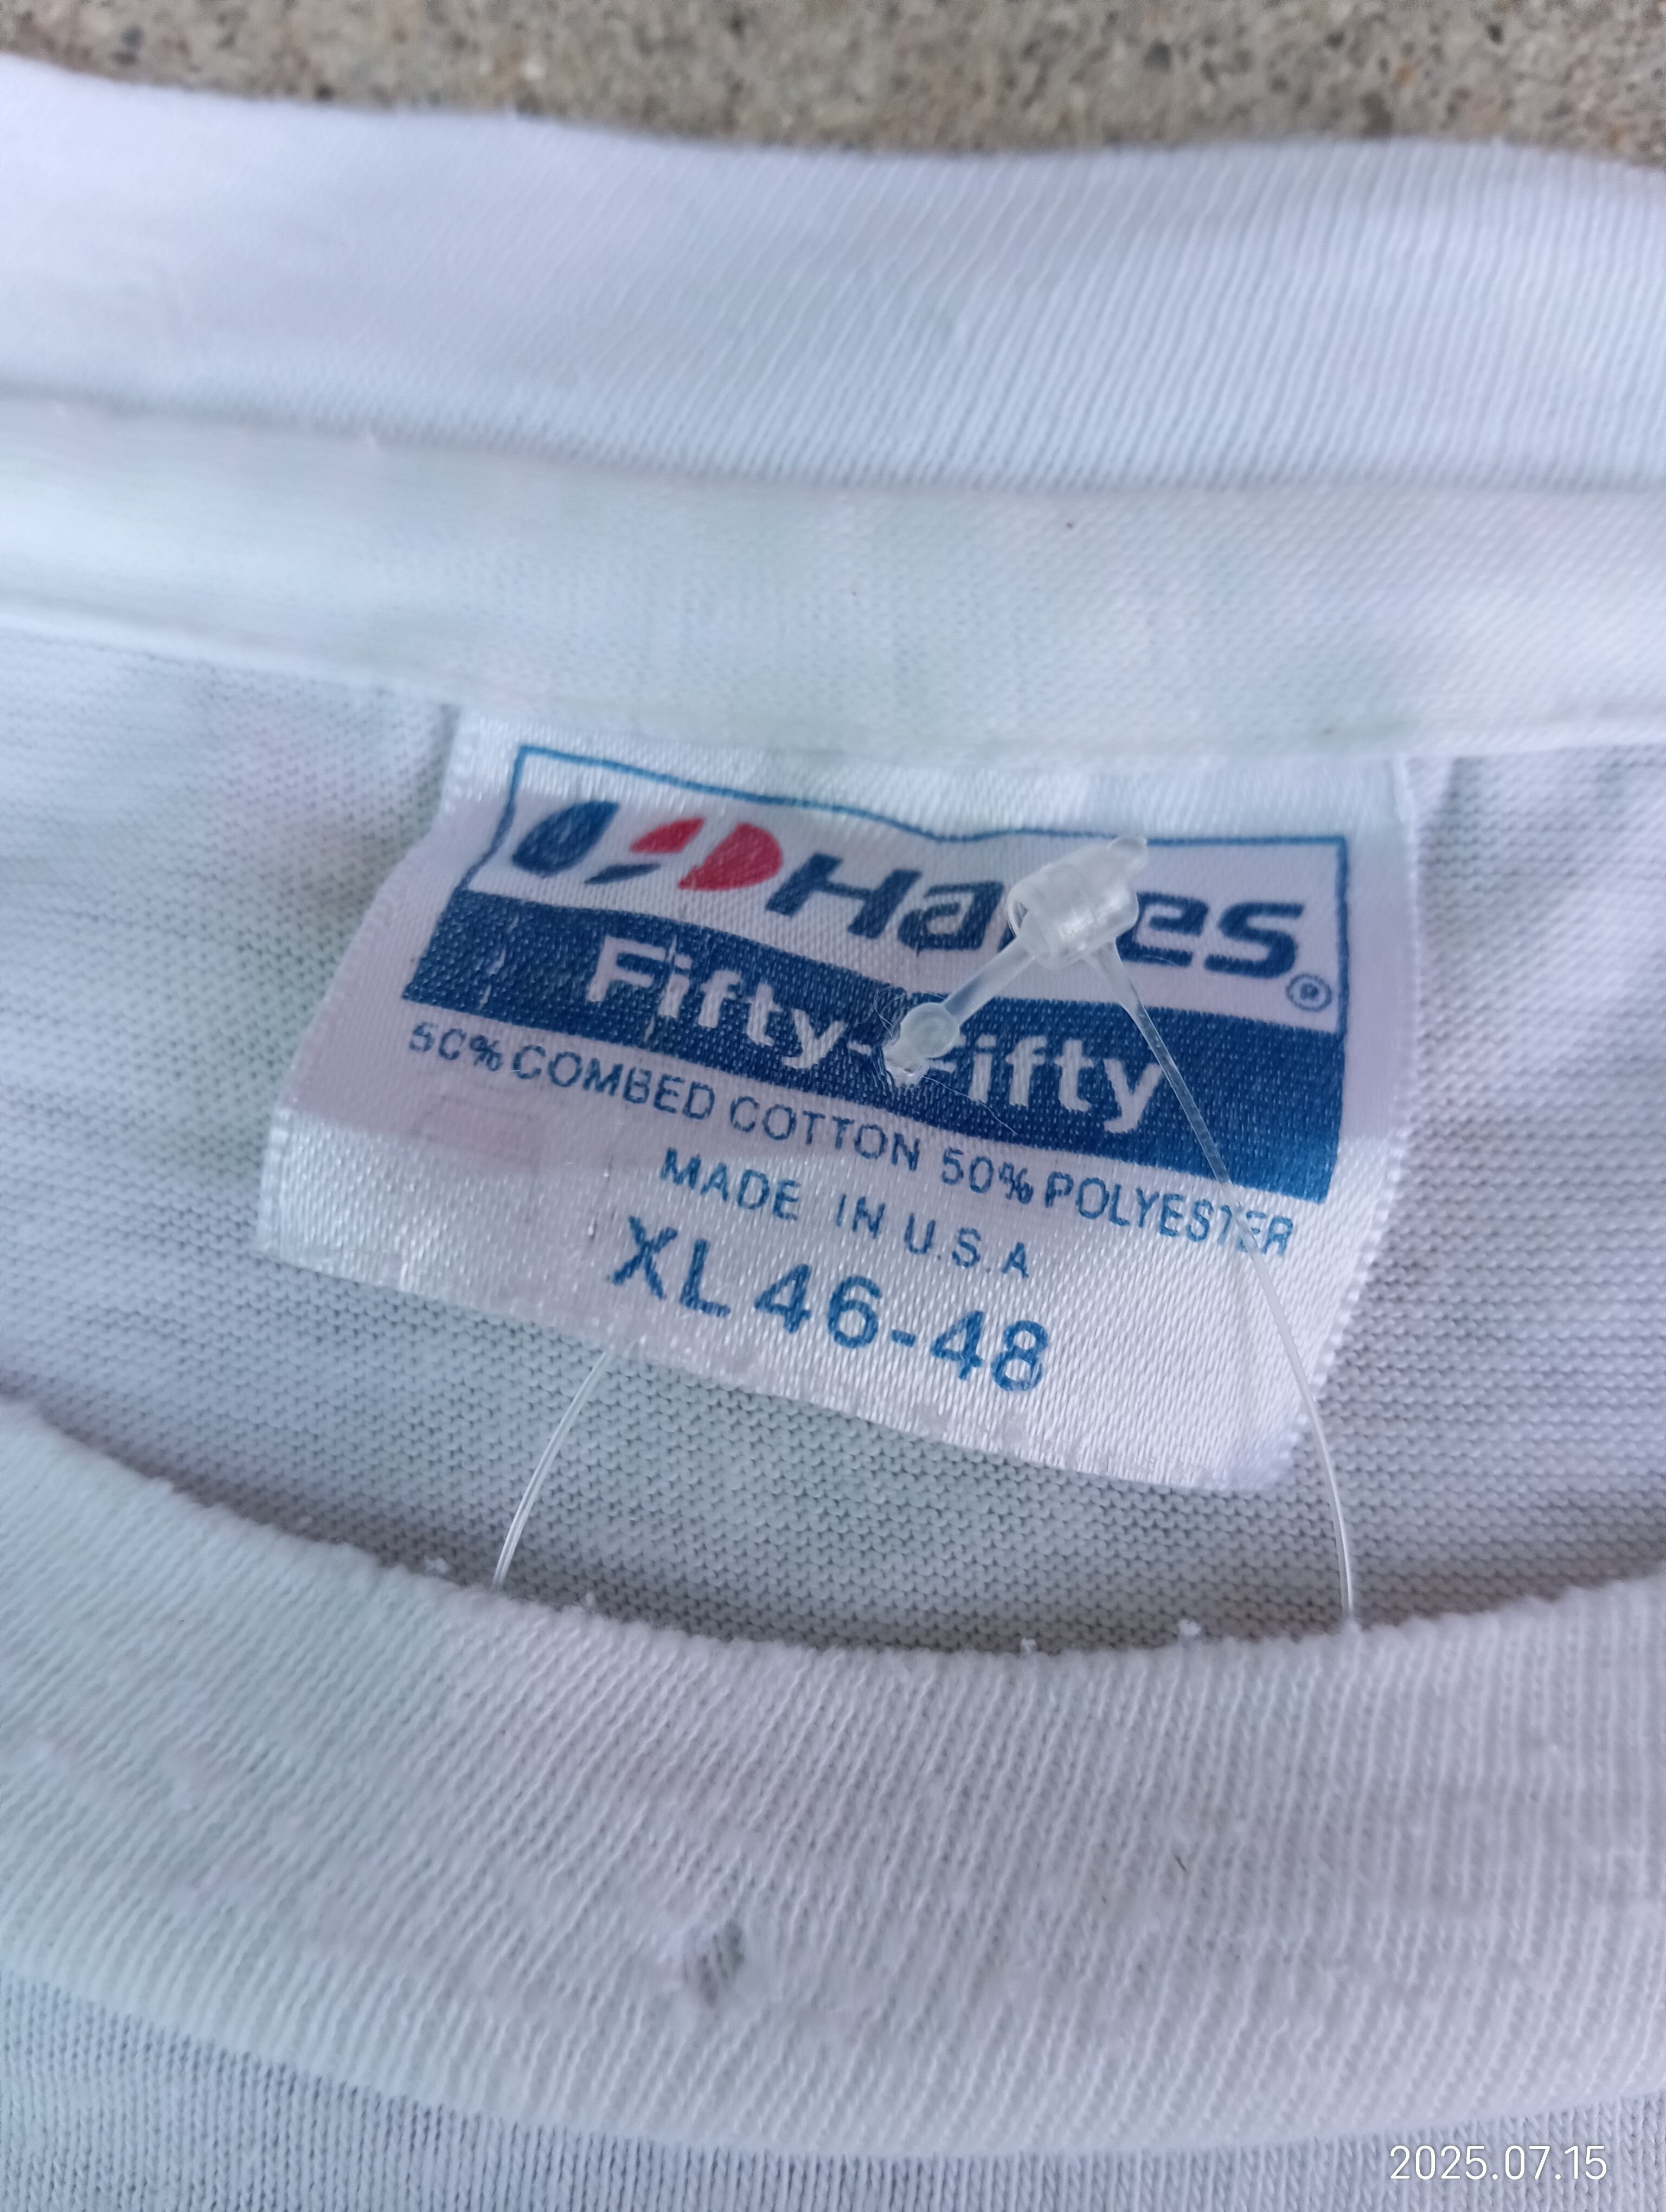 Hanes®
Fifty-Fifty
50% COMBED COTTON 50% POLYESTER
MADE IN U.S.A
XL 46-48
2025.07.15